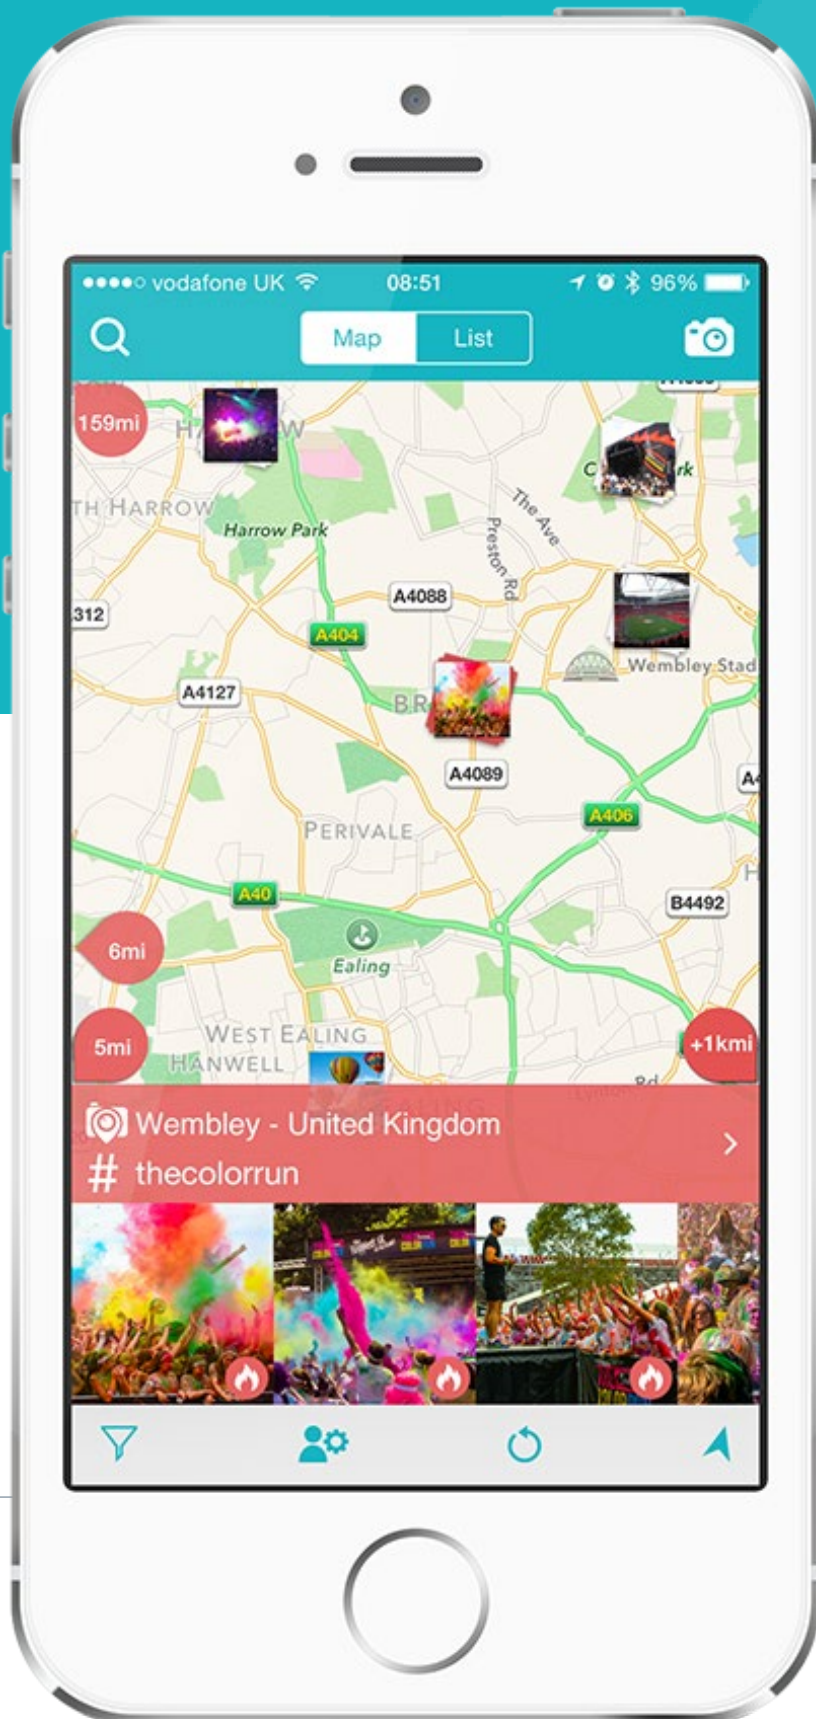 vodafone UK 08:51 96%
Map List
159mi
TH HARROW
Harrow Park
The Ave
Preston Rd
A4088
312
A404
Wembley Stad
A4127
BR
A4089
PERIVALE
A406
A40
B4492
6mi
Ealing
5mi
WEST EALING
HANWELL
+1kmi
Wembley - United Kingdom
# thecolorrun